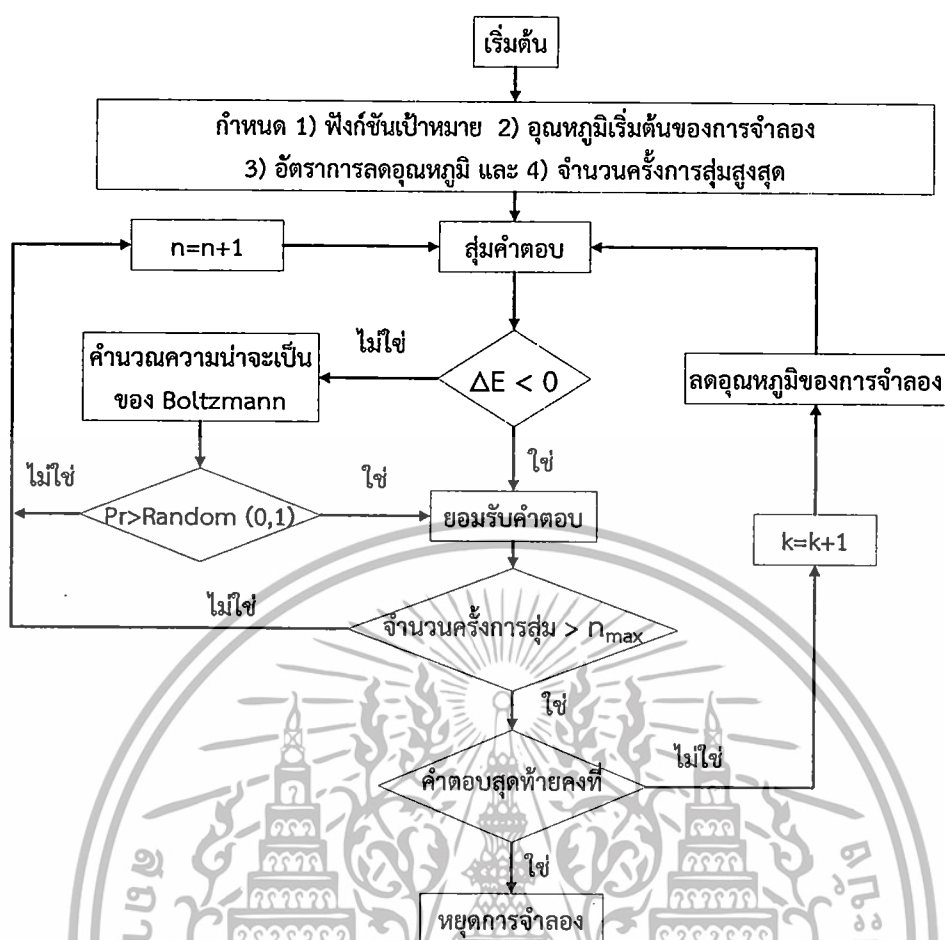 เริ่มต้น
กำหนด 1) ฟังก์ชันเป้าหมาย 2) อุณหภูมิเริ่มต้นของการจำลอง
3) อัตราการลดอุณหภูมิ และ 4) จำนวนครั้งการสุ่มสูงสุด
n=n+1
สุ่มคำตอบ
ไม่ใช่
คำนวณความน่าจะเป็น
ของ Boltzmann
ΔE < 0
ลดอุณหภูมิของการจำลอง
ไม่ใช่
ใช่
ใช่
Pr>Random (0,1)
ยอมรับคำตอบ
k=k+1
ไม่ใช่
จำนวนครั้งการสุ่ม > nmax
ใช่
คำตอบสุดท้ายคงที่
ไม่ใช่
ใช่
หยุดการจำลอง